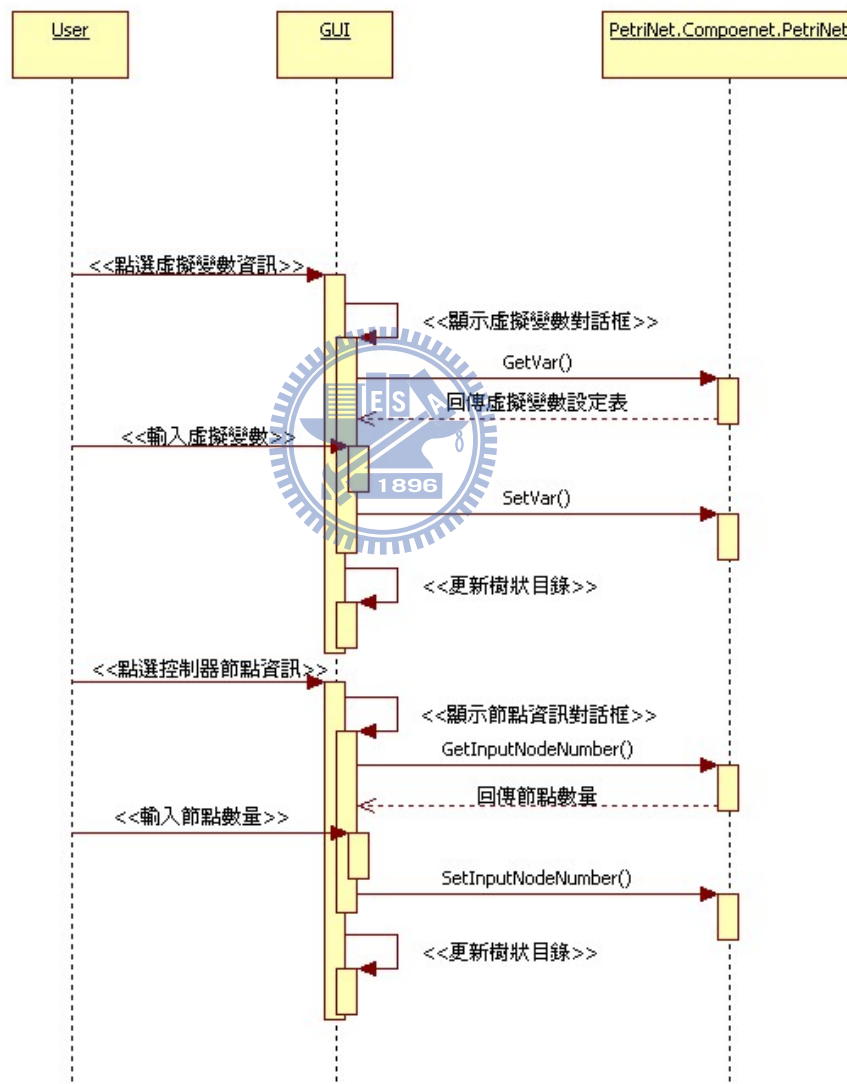 User
GUI
PetriNet.Compoenet.PetriNet
<<點選虛擬變數資訊>>
<<顯示虛擬變數對話框>>
GetVar()
回傳虛擬變數設定表
<<輸入虛擬變數>>
SetVar()
<<更新樹狀目錄>>
<<點選控制器節點資訊>>
<<顯示節點資訊對話框>>
GetInputNodeNumber()
回傳節點數量
<<輸入節點數量>>
SetInputNodeNumber()
<<更新樹狀目錄>>
ESA
1896